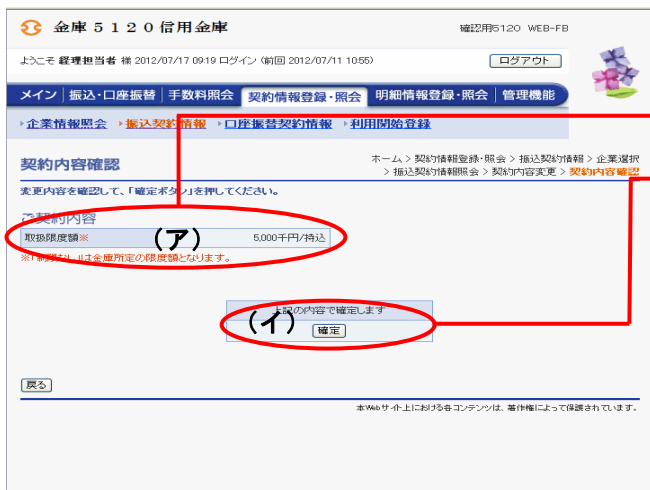 金庫５１２０信用金庫
確認用5120 WEB-FB
ようこそ 経理担当者 様 2012/07/17 09:19 ログイン (前回 2012/07/11 10:55)
ログアウト
メイン 振込・口座振替 手数料照会 契約情報登録・照会 明細情報登録・照会 管理機能
企業情報照会 振込契約情報 口座振替契約情報 利用開始登録
契約内容確認
ホーム > 契約情報登録・照会 > 振込契約情報 > 企業選択
> 振込契約情報照会 > 契約内容変更 > 契約内容確認
変更内容を確認して、「確定ボタン」を押してください。
ご契約内容
取扱限度額※ (ア) 5,000千円/持込
※「制限なし」は金庫所定の限度額となります。
上記の内容で確定します
(イ) 確定
戻る
本Webサイト上における各コンテンツは、著作権によって保護されています。